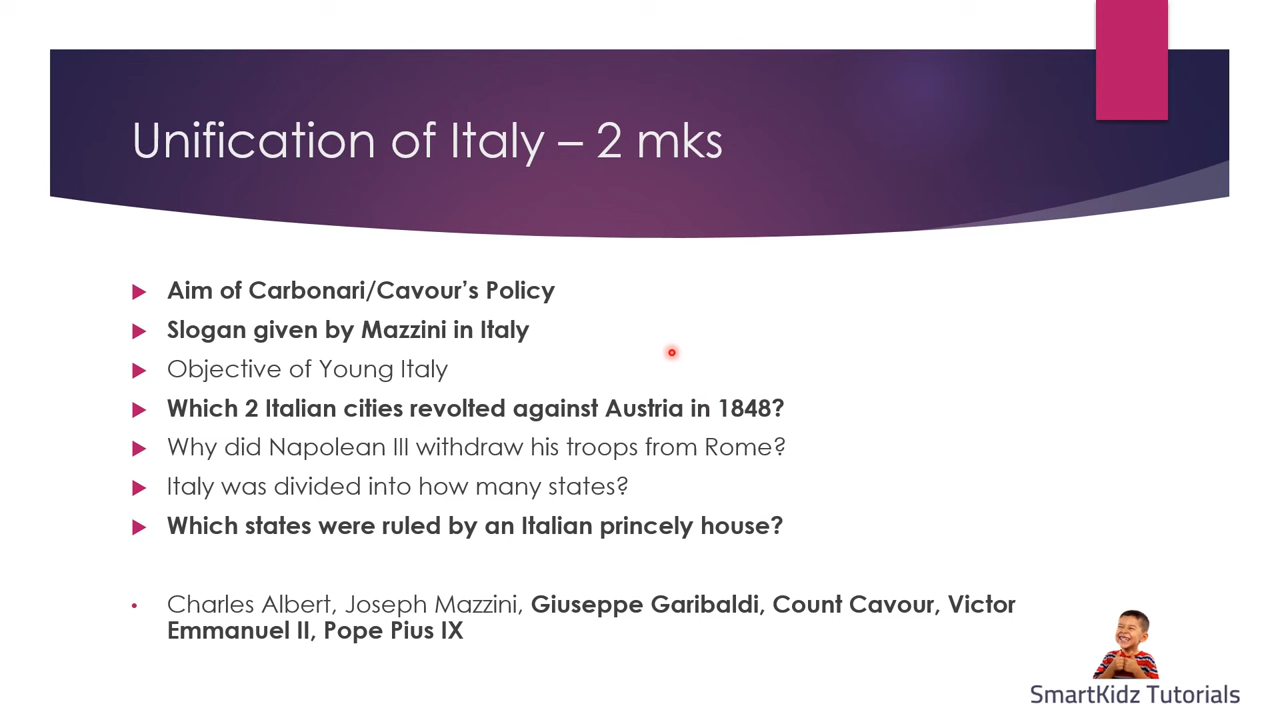 Unification of Italy – 2 mks
Aim of Carbonari/Cavour’s Policy
Slogan given by Mazzini in Italy
Objective of Young Italy
Which 2 Italian cities revolted against Austria in 1848?
Why did Napolean III withdraw his troops from Rome?
Italy was divided into how many states?
Which states were ruled by an Italian princely house?
Charles Albert, Joseph Mazzini, Giuseppe Garibaldi, Count Cavour, Victor
Emmanuel II, Pope Pius IX
SmartKidz Tutorials